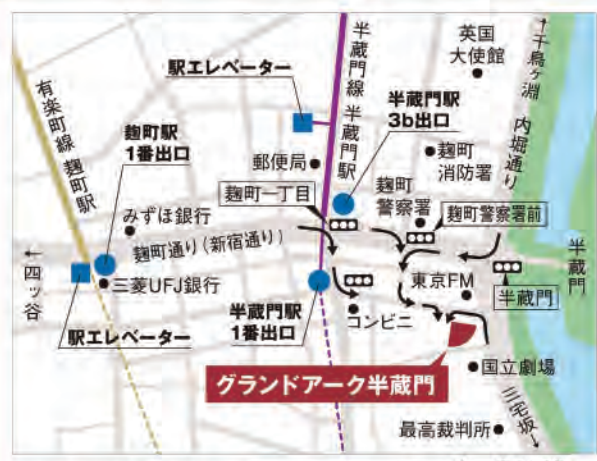 英国
大使館
↑千鳥ヶ淵
内堀通り
駅エレベーター
半蔵門線 半蔵門駅
半蔵門駅
3b出口
有楽町線 麹町駅
麹町駅
1番出口
郵便局
麹町
消防署
麹町一丁目
麹町
警察署
麹町警察署前
みずほ銀行
麹町通り(新宿通り)
←四ッ谷
三菱UFJ銀行
駅エレベーター
半蔵門駅
1番出口
コンビニ
東京FM
半蔵門
半蔵門
グランドアーク半蔵門
国立劇場
三宅坂→
最高裁判所